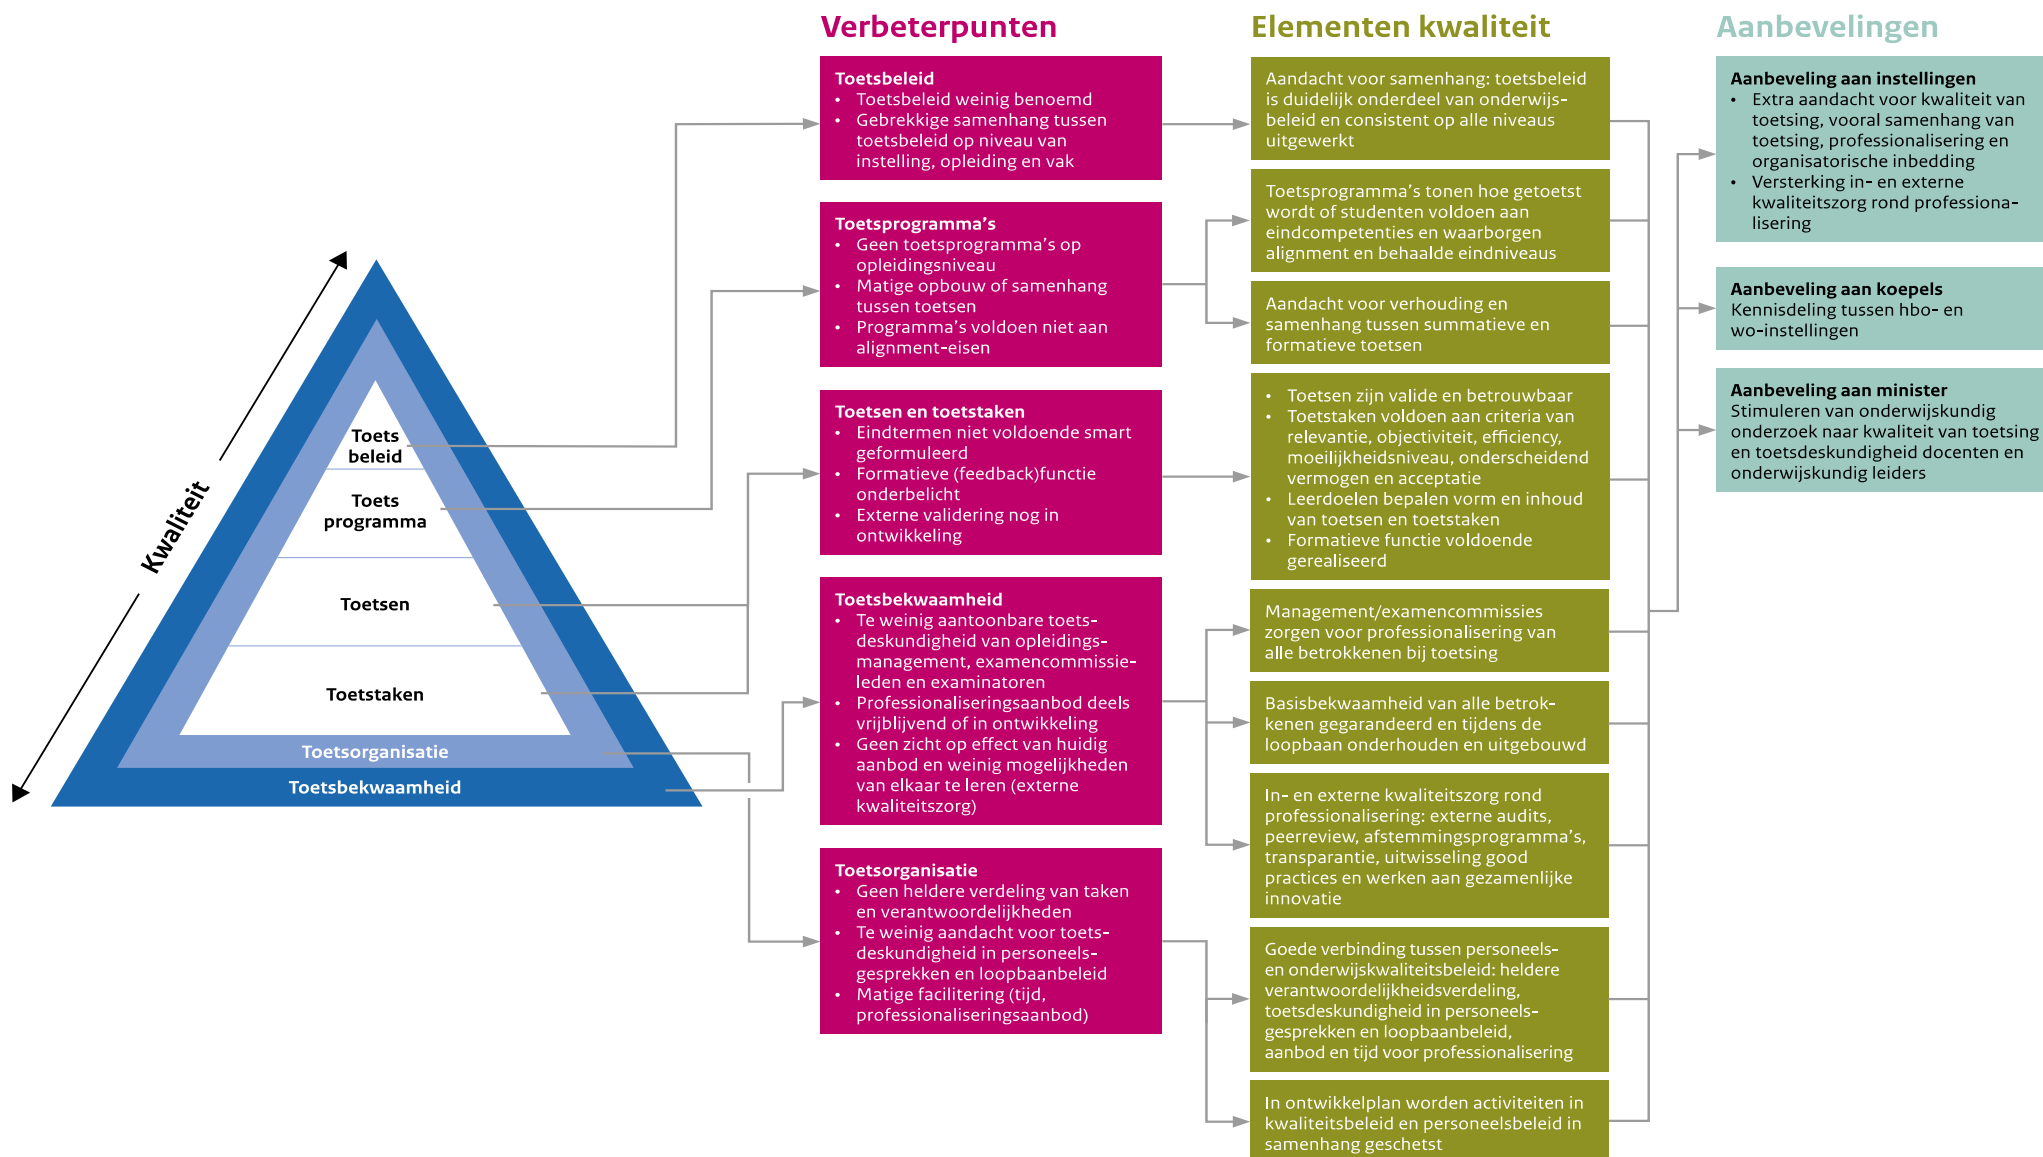 Kwaliteit
Toets
beleid
Toets
programma
Toetsen
Toetstaken
Toetsorganisatie
Toetsbekwaamheid
Verbeterpunten
Toetsbeleid
• Toetsbeleid weinig benoemd
• Gebrekkige samenhang tussen
toetsbeleid op niveau van
instelling, opleiding en vak
Toetsprogramma's
• Geen toetsprogramma's op
opleidingsniveau
• Matige opbouw of samenhang
tussen toetsen
• Programma's voldoen niet aan
alignment-eisen
Toetsen en toetstaken
• Eindtermen niet voldoende smart
geformuleerd
• Formatieve (feedback)functie
onderbelicht
• Externe validering nog in
ontwikkeling
Toetsbekwaamheid
• Te weinig aantoonbare toets-
deskundigheid van opleidings-
management, examencommissie-
leden en examinatoren
• Professionaliseringsaanbod deels
vrijblijvend of in ontwikkeling
• Geen zicht op effect van huidig
aanbod en weinig mogelijkheden
van elkaar te leren (externe
kwaliteitszorg)
Toetsorganisatie
• Geen heldere verdeling van taken
en verantwoordelijkheden
• Te weinig aandacht voor toets-
deskundigheid in personeels-
gesprekken en loopbaanbeleid
• Matige facilitering (tijd,
professionaliseringsaanbod)
Elementen kwaliteit
Aandacht voor samenhang: toetsbeleid
is duidelijk onderdeel van onderwijs-
beleid en consistent op alle niveaus
uitgewerkt
Toetsprogramma's tonen hoe getoetst
wordt of studenten voldoen aan
eindcompetenties en waarborgen
alignment en behaalde eindniveaus
Aandacht voor verhouding en
samenhang tussen summatieve en
formatieve toetsen
• Toetsen zijn valide en betrouwbaar
• Toetstaken voldoen aan criteria van
relevantie, objectiviteit, efficiency,
moeilijkheidsniveau, onderscheidend
vermogen en acceptatie
• Leerdoelen bepalen vorm en inhoud
van toetsen en toetstaken
• Formatieve functie voldoende
gerealiseerd
Management/examencommissies
zorgen voor professionalisering van
alle betrokkenen bij toetsing
Basisbekwaamheid van alle betrok-
kenen gegarandeerd en tijdens de
loopbaan onderhouden en uitgebouwd
In- en externe kwaliteitszorg rond
professionalisering: externe audits,
peerreview, afstemmingsprogramma's,
transparantie, uitwisseling good
practices en werken aan gezamenlijke
innovatie
Goede verbinding tussen personeels-
en onderwijskwaliteitsbeleid: heldere
verantwoordelijkheidsverdeling,
toetsdeskundigheid in personeels-
gesprekken en loopbaanbeleid,
aanbod en tijd voor professionalisering
In ontwikkelplan worden activiteiten in
kwaliteitsbeleid en personeelsbeleid in
samenhang geschetst
Aanbevelingen
Aanbeveling aan instellingen
• Extra aandacht voor kwaliteit van
toetsing, vooral samenhang van
toetsing, professionalisering en
organisatorische inbedding
• Versterking in- en externe
kwaliteitszorg rond professiona-
lisering
Aanbeveling aan koepels
Kennisdeling tussen hbo- en
wo-instellingen
Aanbeveling aan minister
Stimuleren van onderwijskundig
onderzoek naar kwaliteit van toetsing
en toetsdeskundigheid docenten en
onderwijskundig leiders